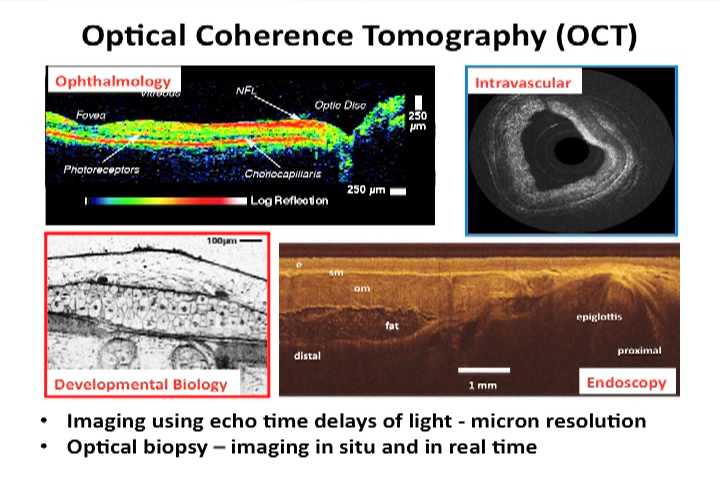 Optical Coherence Tomography (OCT)
Ophthalmology
Vitreous
NFL
Optic Disc
Fovea
250
µm
Photoreceptors
Choriocapillaris
250 µm
Log Reflection
Intravascular
100µm
Developmental Biology
e
sm
om
fat
epiglottis
distal
proximal
1 mm
Endoscopy
• Imaging using echo time delays of light - micron resolution
• Optical biopsy – imaging in situ and in real time